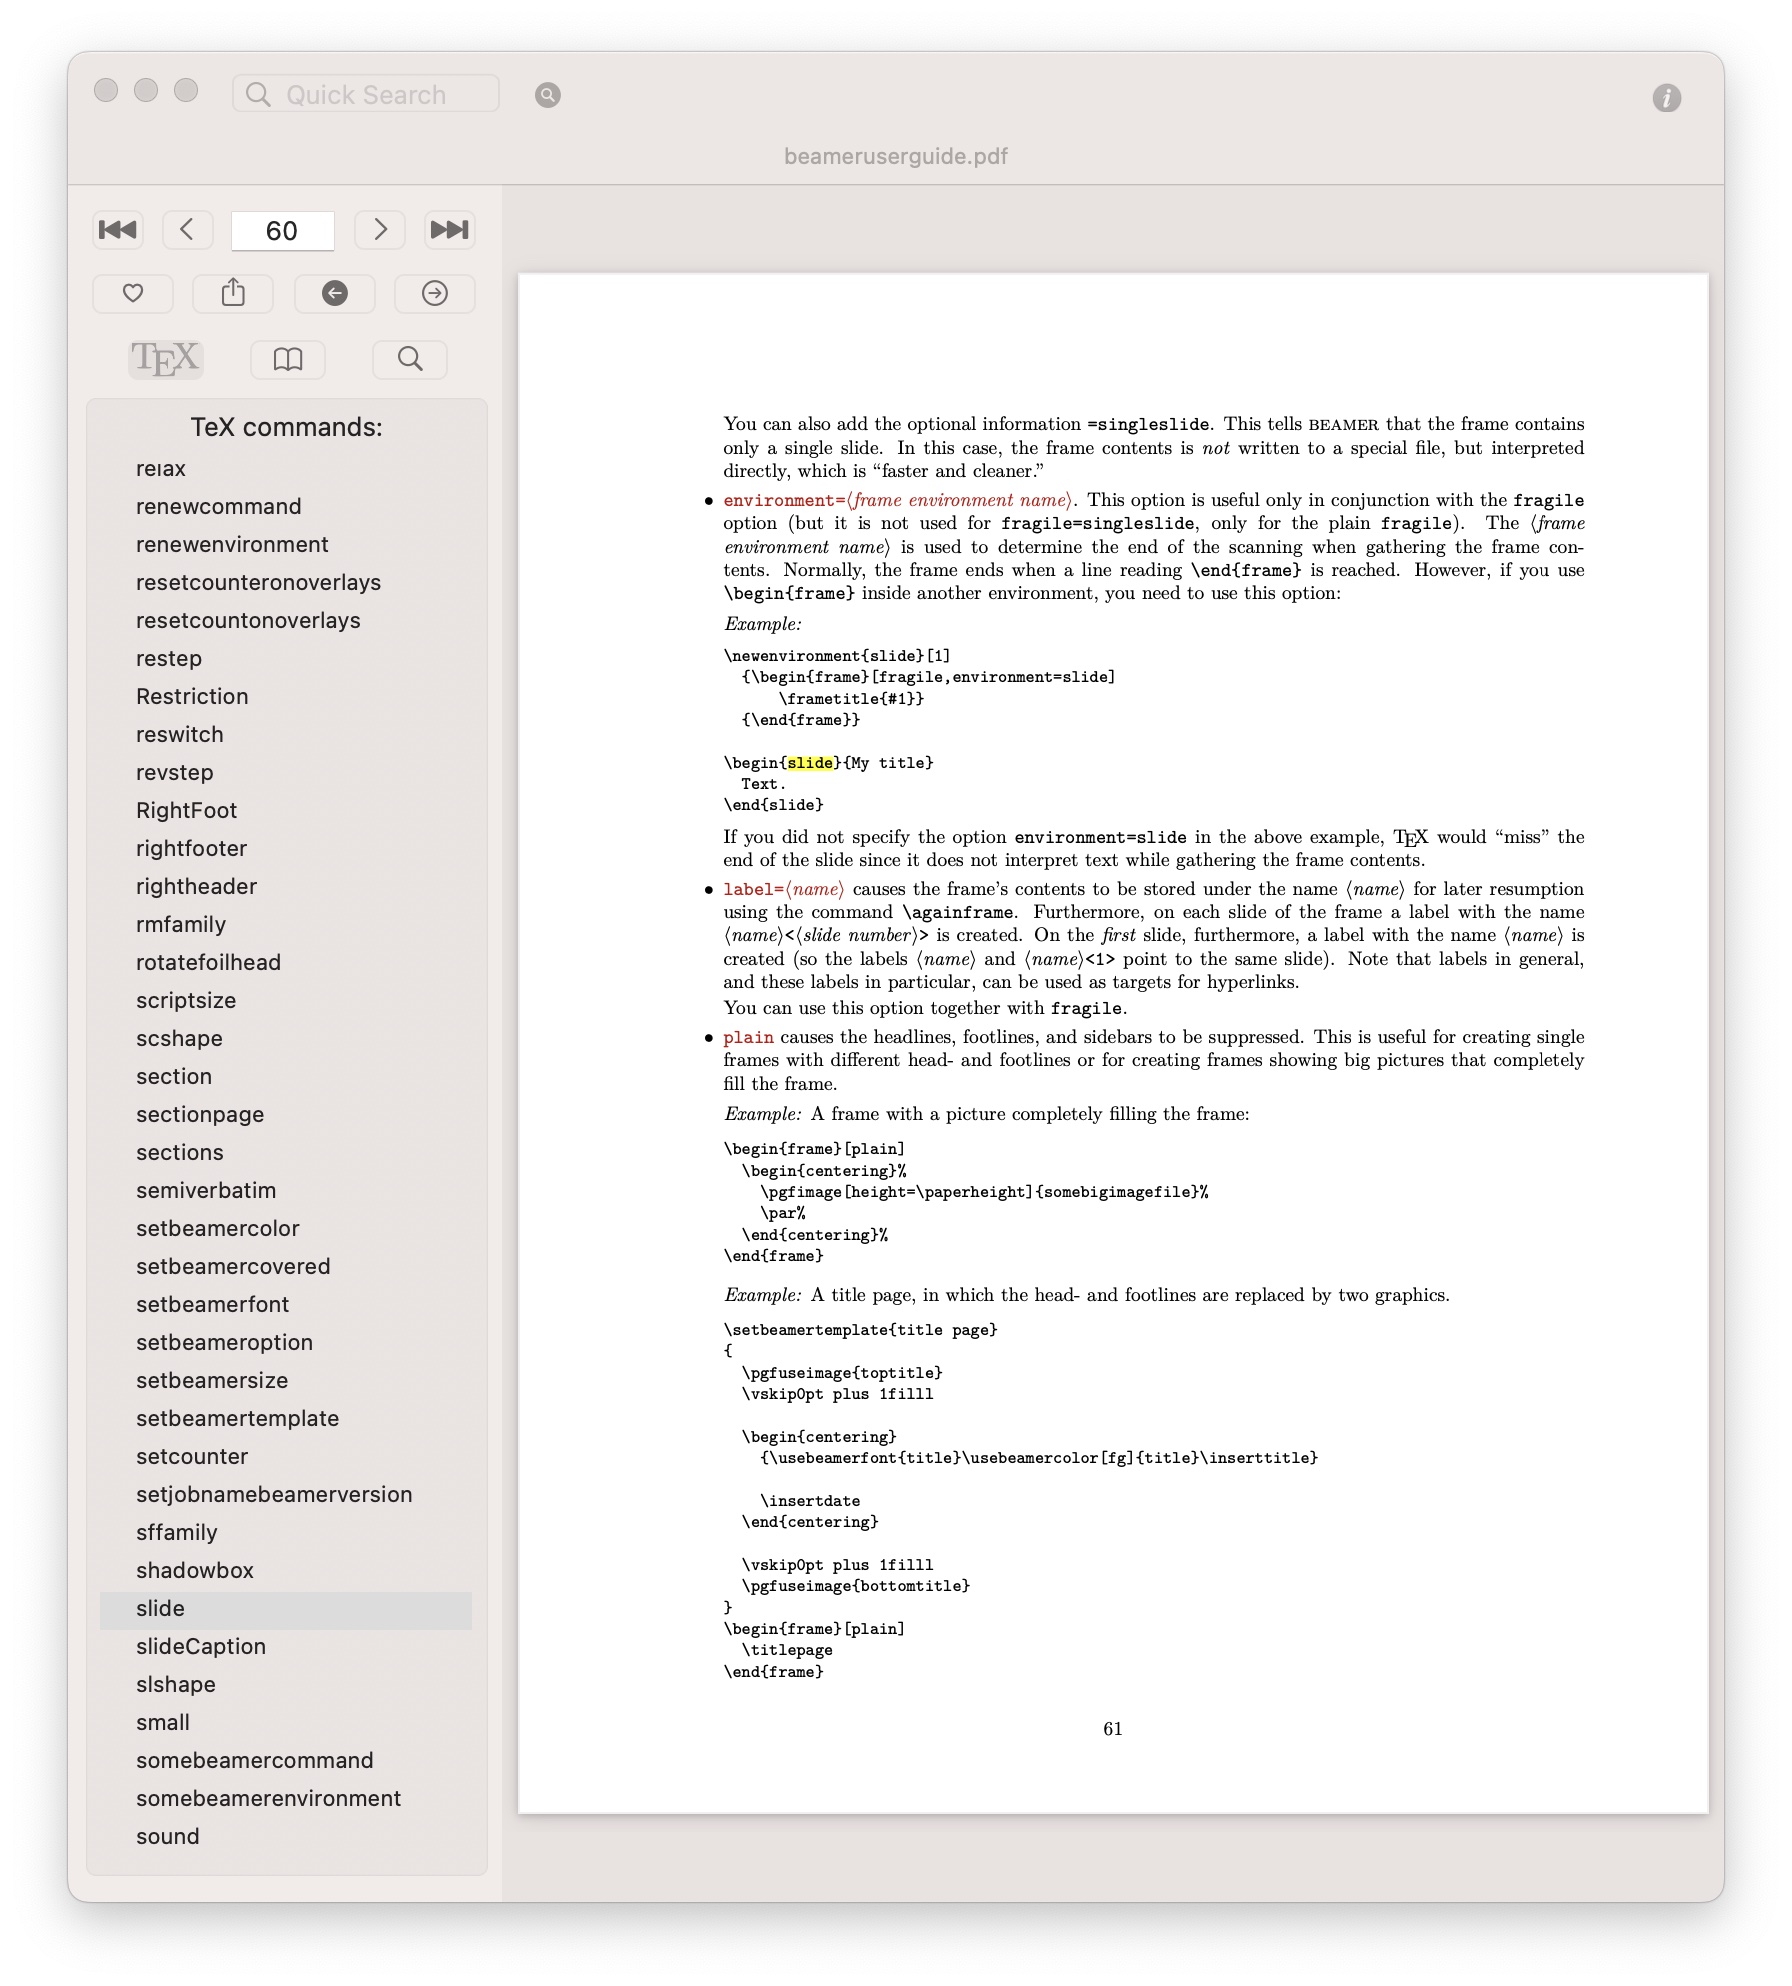 Quick Search
beameruserguide.pdf
60
TEX
TeX commands:
relax
renewcommand
renewenvironment
resetcounteronoverlays
resetcountonoverlays
restep
Restriction
reswitch
revstep
RightFoot
rightfooter
rightheader
rmfamily
rotatefoilhead
scriptsize
scshape
section
sectionpage
sections
semiverbatim
setbeamercolor
setbeamercovered
setbeamerfont
setbeameroption
setbeamersize
setbeamertemplate
setcounter
setjobnamebeamerversion
sffamily
shadowbox
slide
slideCaption
slshape
small
somebeamercommand
somebeamerenvironment
sound
You can also add the optional information =singleslide. This tells BEAMER that the frame contains
only a single slide. In this case, the frame contents is not written to a special file, but interpreted
directly, which is “faster and cleaner.”
• environment=⟨frame environment name⟩. This option is useful only in conjunction with the fragile
option (but it is not used for fragile=singleslide, only for the plain fragile). The ⟨frame
environment name⟩ is used to determine the end of the scanning when gathering the frame con-
tents. Normally, the frame ends when a line reading \end{frame} is reached. However, if you use
\begin{frame} inside another environment, you need to use this option:
Example:
\newenvironment{slide}[1]
{\begin{frame}[fragile,environment=slide]
\frametitle{#1}}
{\end{frame}}
\begin{slide}{My title}
Text.
\end{slide}
If you did not specify the option environment=slide in the above example, TEX would “miss” the
end of the slide since it does not interpret text while gathering the frame contents.
• label=⟨name⟩ causes the frame’s contents to be stored under the name ⟨name⟩ for later resumption
using the command \againframe. Furthermore, on each slide of the frame a label with the name
⟨name⟩<⟨slide number⟩> is created. On the first slide, furthermore, a label with the name ⟨name⟩ is
created (so the labels ⟨name⟩ and ⟨name⟩<1> point to the same slide). Note that labels in general,
and these labels in particular, can be used as targets for hyperlinks.
You can use this option together with fragile.
• plain causes the headlines, footlines, and sidebars to be suppressed. This is useful for creating single
frames with different head- and footlines or for creating frames showing big pictures that completely
fill the frame.
Example: A frame with a picture completely filling the frame:
\begin{frame}[plain]
\begin{centering}%
\pgfimage[height=\paperheight]{somebigimagefile}%
\par%
\end{centering}%
\end{frame}
Example: A title page, in which the head- and footlines are replaced by two graphics.
\setbeamertemplate{title page}
{
\pgfuseimage{toptitle}
\vskip0pt plus 1filll
\begin{centering}
{\usebeamerfont{title}\usebeamercolor[fg]{title}\inserttitle}
\insertdate
\end{centering}
\vskip0pt plus 1filll
\pgfuseimage{bottomtitle}
}
\begin{frame}[plain]
\titlepage
\end{frame}
61